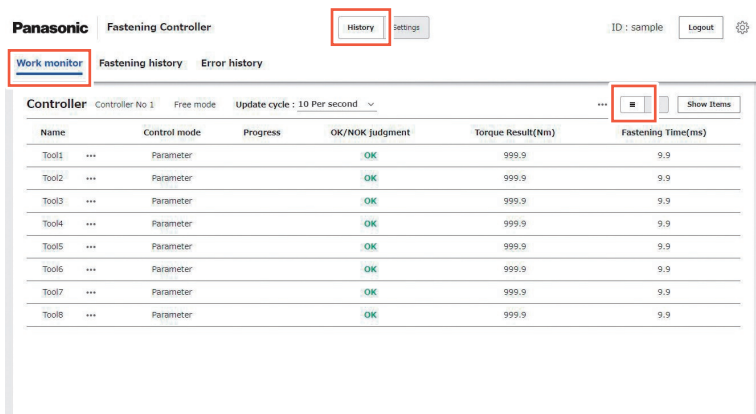 Panasonic Fastening Controller History Settings ID : sample Logout
Work monitor Fastening history Error history
Controller Controller No 1 Free mode Update cycle : 10 Per second ... Show Items
Name Control mode Progress OK/NOK judgment Torque Result(Nm) Fastening Time(ms)
Tool1 ... Parameter OK 999.9 9.9
Tool2 ... Parameter OK 999.9 9.9
Tool3 ... Parameter OK 999.9 9.9
Tool4 ... Parameter OK 999.9 9.9
Tool5 ... Parameter OK 999.9 9.9
Tool6 ... Parameter OK 999.9 9.9
Tool7 ... Parameter OK 999.9 9.9
Tool8 ... Parameter OK 999.9 9.9